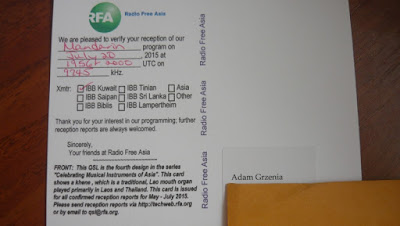 RFA Radio Free Asia
We are pleased to verify your reception of our
Mandarin program on
July 20, 2015 at
1956-2000 UTC on
9745 kHz.
Xmtr: IBB Kuwait IBB Tinian Asia
IBB Saipan IBB Sri Lanka Other
IBB Biblis IBB Lampertheim
Thank you for your interest in our programming; further
reception reports are always welcomed.
Sincerely,
Your friends at Radio Free Asia
FRONT: This QSL is the fourth design in the series
"Celebrating Musical Instruments of Asia". This card
shows a khene, which is a traditional, Lao mouth organ
played primarily in Laos and Thailand. This card is issued
for all confirmed reception reports for May - July 2015.
Please send reception reports via http://techweb.rfa.org
or by email to qsl@rfa.org.
Radio Free Asia
Radio Free Asia
Radio Free Asia
Adam Grzenia